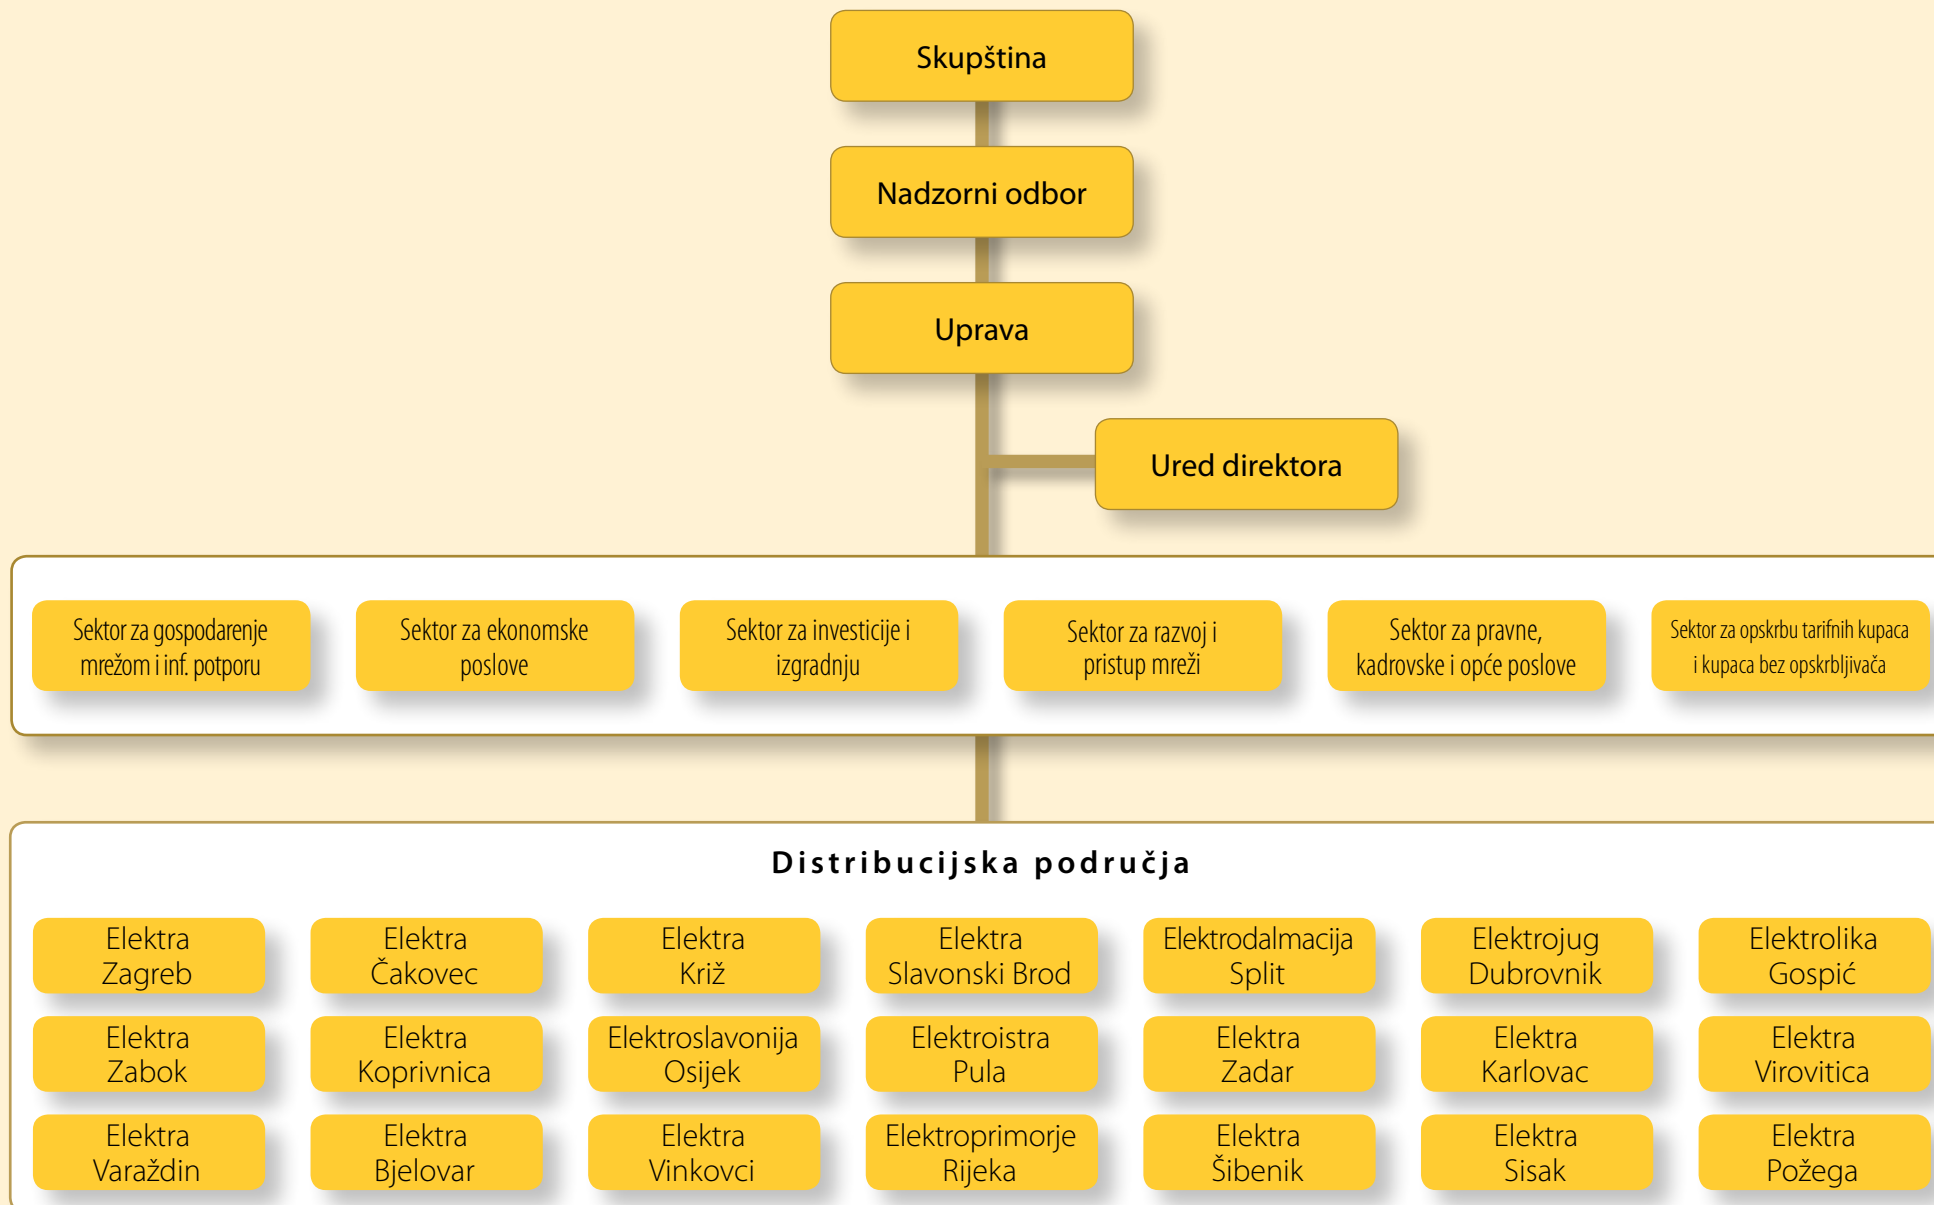 Skupština
Nadzorni odbor
Uprava
Ured direktora
Sektor za gospodarenje
mrežom i inf. potporu
Sektor za ekonomske
poslove
Sektor za investicije i
izgradnju
Sektor za razvoj i
pristup mreži
Sektor za pravne,
kadrovske i opće poslove
Sektor za opskrbu tarifnih kupaca
i kupaca bez opskrbljivača
Distribucijska područja
Elektra
Zagreb
Elektra
Čakovec
Elektra
Križ
Elektra
Slavonski Brod
Elektrodalmacija
Split
Elektrojug
Dubrovnik
Elektrolika
Gospić
Elektra
Zabok
Elektra
Koprivnica
Elektroslavonija
Osijek
Elektroistra
Pula
Elektra
Zadar
Elektra
Karlovac
Elektra
Virovitica
Elektra
Varaždin
Elektra
Bjelovar
Elektra
Vinkovci
Elektroprimorje
Rijeka
Elektra
Šibenik
Elektra
Sisak
Elektra
Požega